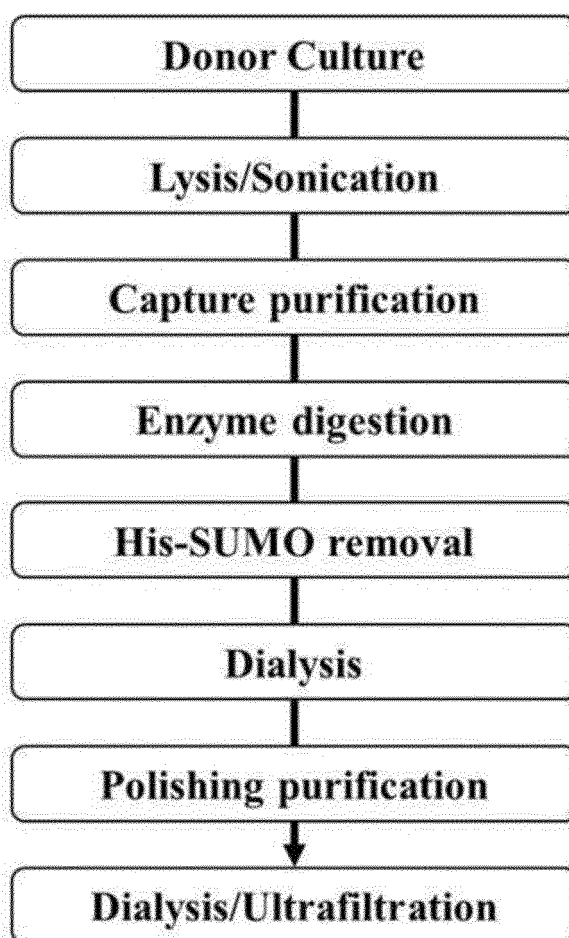 Donor Culture
Lysis/Sonication
Capture purification
Enzyme digestion
His-SUMO removal
Dialysis
Polishing purification
Dialysis/Ultrafiltration